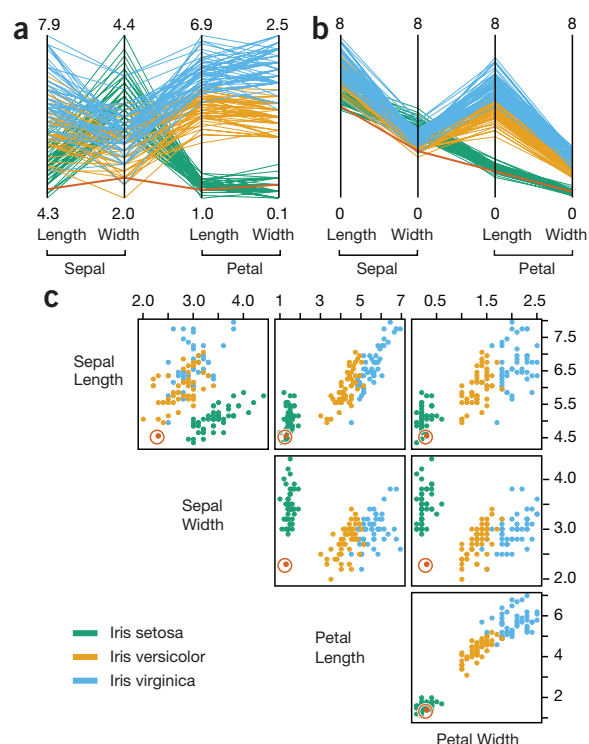 a
7.9 4.4 6.9 2.5
4.3 2.0 1.0 0.1
Length Width Length Width
Sepal Petal
b
8 8 8 8
0 0 0 0
Length Width Length Width
Sepal Petal
c
2.0 3.0 4.0 1 3 5 7 0.5 1.5 2.5
Sepal
Length
7.5
6.5
5.5
4.5
Sepal
Width
4.0
3.0
2.0
Iris setosa
Iris versicolor
Iris virginica
Petal
Length
6
4
2
Petal Width